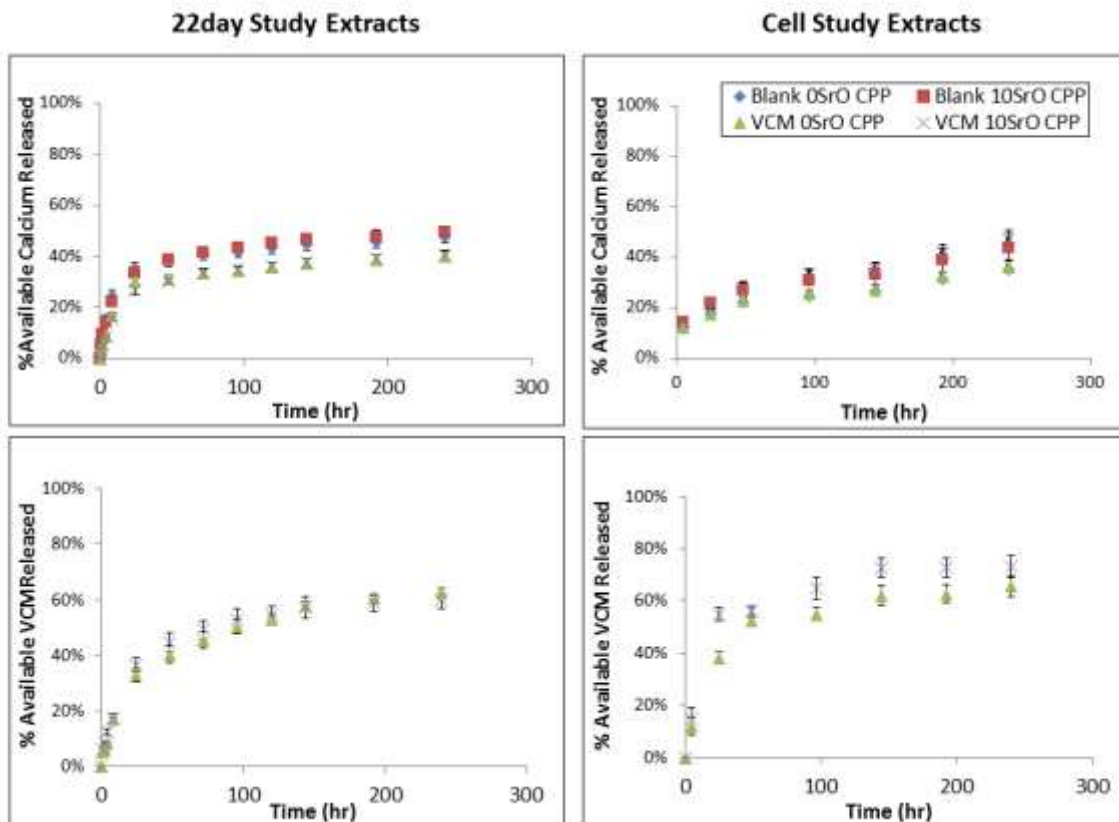 22day Study Extracts
Cell Study Extracts
%Available Calcium Released
100%
80%
60%
40%
20%
0%
0
100
200
300
Time (hr)
% Available Calcium Released
100%
80%
60%
40%
20%
0%
0
100
200
300
Time (hr)
Blank 0SrO CPP
Blank 10SrO CPP
VCM 0SrO CPP
VCM 10SrO CPP
% Available VCMReleased
100%
80%
60%
40%
20%
0%
0
100
200
300
Time (hr)
% Available VCM Released
100%
80%
60%
40%
20%
0%
0
100
200
300
Time (hr)